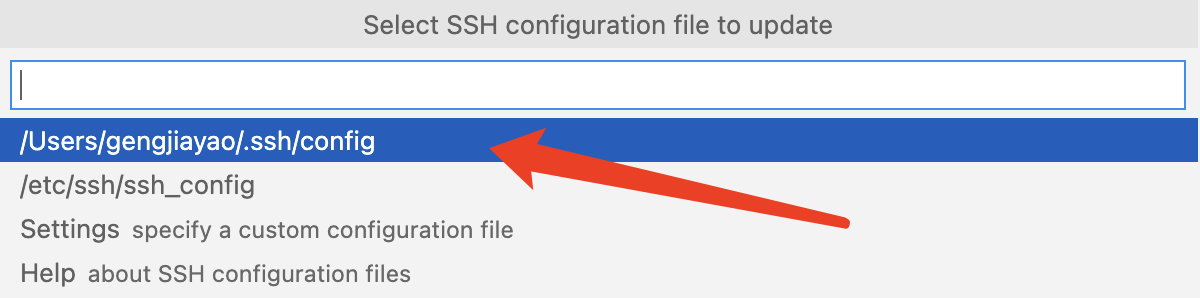 Select SSH configuration file to update
/Users/gengjiayao/.ssh/config
/etc/ssh/ssh_config
Settings specify a custom configuration file
Help about SSH configuration files